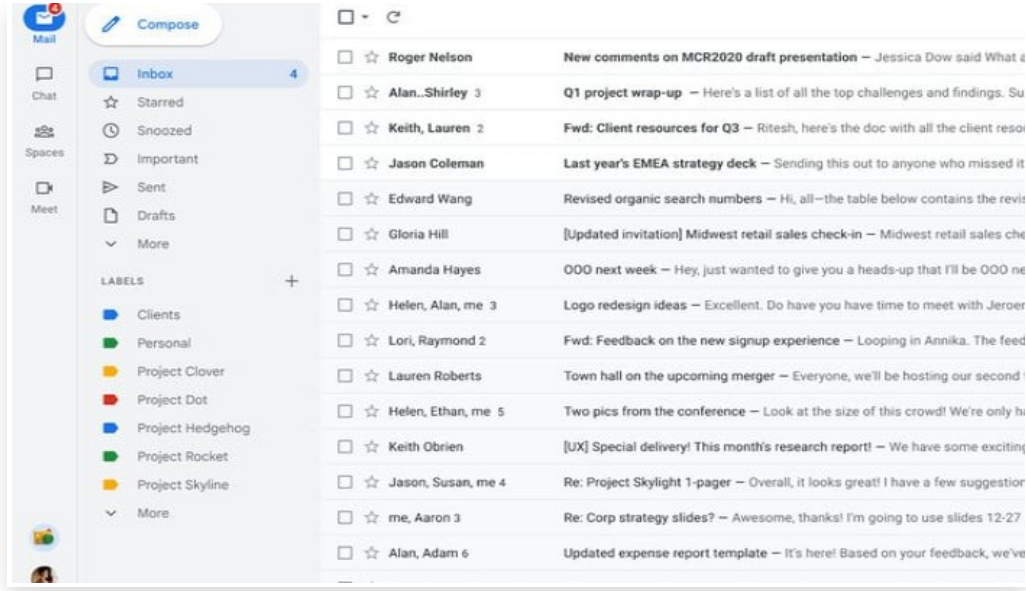 4
Mail
Chat
Spaces
Meet
Compose
Inbox 4
Starred
Snoozed
Important
Sent
Drafts
More
LABELS
Clients
Personal
Project Clover
Project Dot
Project Hedgehog
Project Rocket
Project Skyline
More
Roger Nelson New comments on MCR2020 draft presentation — Jessica Dow said What a
Alan..Shirley 3 Q1 project wrap-up — Here's a list of all the top challenges and findings. Su
Keith, Lauren 2 Fwd: Client resources for Q3 — Ritesh, here's the doc with all the client resou
Jason Coleman Last year's EMEA strategy deck — Sending this out to anyone who missed it
Edward Wang Revised organic search numbers — Hi, all—the table below contains the revis
Gloria Hill [Updated invitation] Midwest retail sales check-in — Midwest retail sales che
Amanda Hayes OOO next week — Hey, just wanted to give you a heads-up that I'll be OOO ne
Helen, Alan, me 3 Logo redesign ideas — Excellent. Do have you have time to meet with Jeroen
Lori, Raymond 2 Fwd: Feedback on the new signup experience — Looping in Annika. The feed
Lauren Roberts Town hall on the upcoming merger — Everyone, we'll be hosting our second
Helen, Ethan, me 5 Two pics from the conference — Look at the size of this crowd! We're only ha
Keith Obrien [UX] Special delivery! This month's research report! — We have some exciting
Jason, Susan, me 4 Re: Project Skylight 1-pager — Overall, it looks great! I have a few suggestion
me, Aaron 3 Re: Corp strategy slides? — Awesome, thanks! I'm going to use slides 12-27
Alan, Adam 6 Updated expense report template — It's here! Based on your feedback, we've